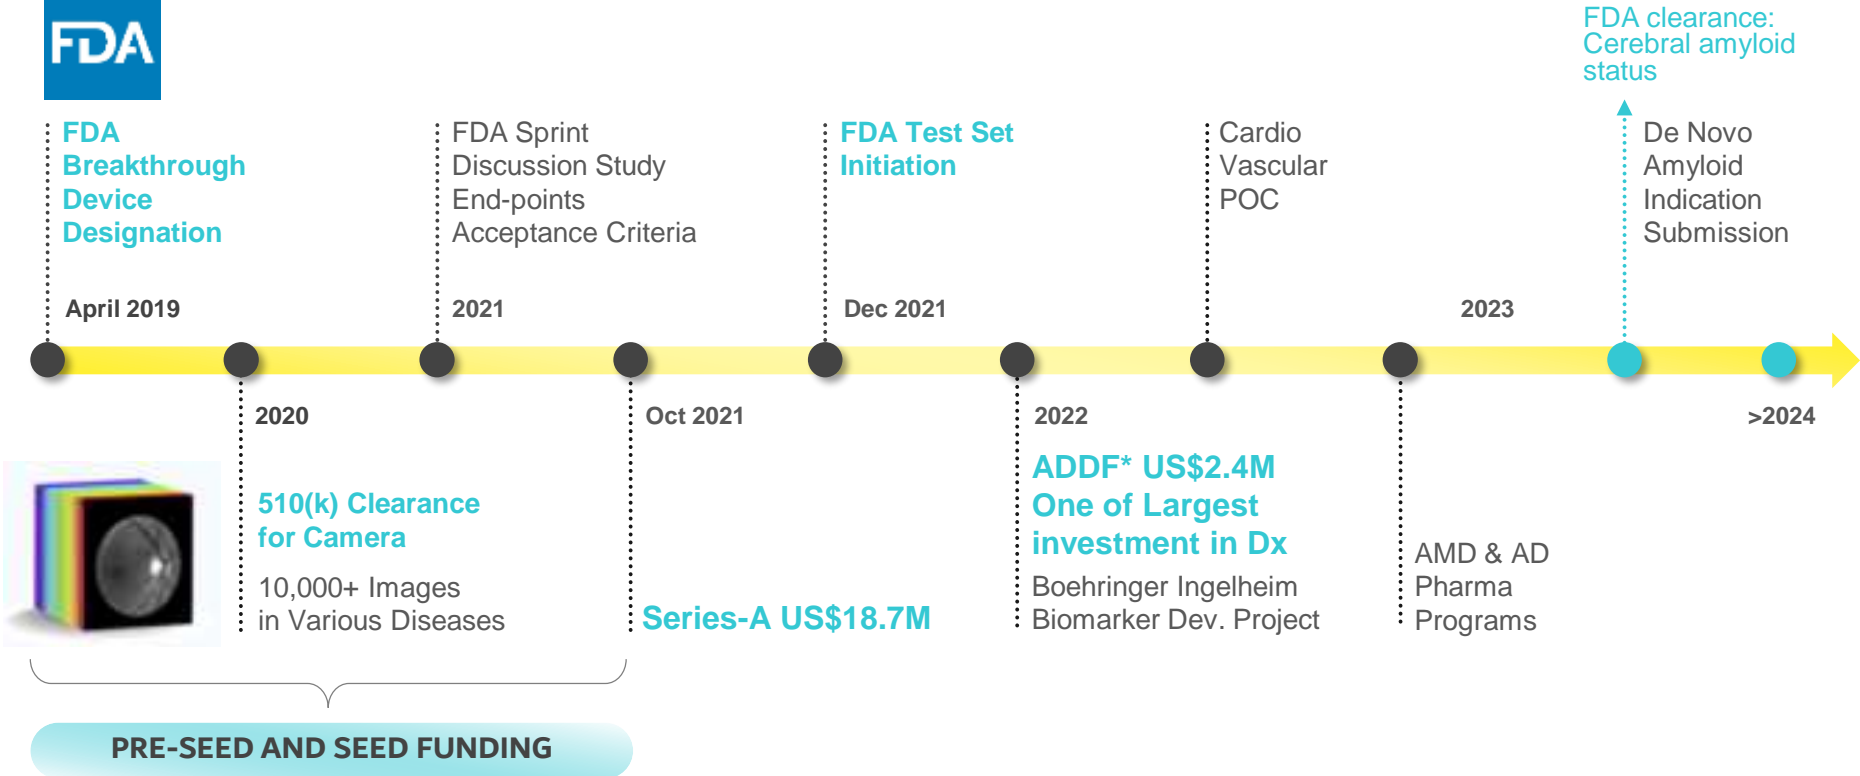 FDA
FDA clearance:
Cerebral amyloid
status
FDA
Breakthrough
Device
Designation
FDA Sprint
Discussion Study
End-points
Acceptance Criteria
FDA Test Set
Initiation
Cardio
Vascular
POC
De Novo
Amyloid
Indication
Submission
April 2019
2021
Dec 2021
2023
2020
Oct 2021
2022
>2024
510(k) Clearance
for Camera
10,000+ Images
in Various Diseases
Series-A US$18.7M
ADDF* US$2.4M
One of Largest
investment in Dx
Boehringer Ingelheim
Biomarker Dev. Project
AMD & AD
Pharma
Programs
PRE-SEED AND SEED FUNDING